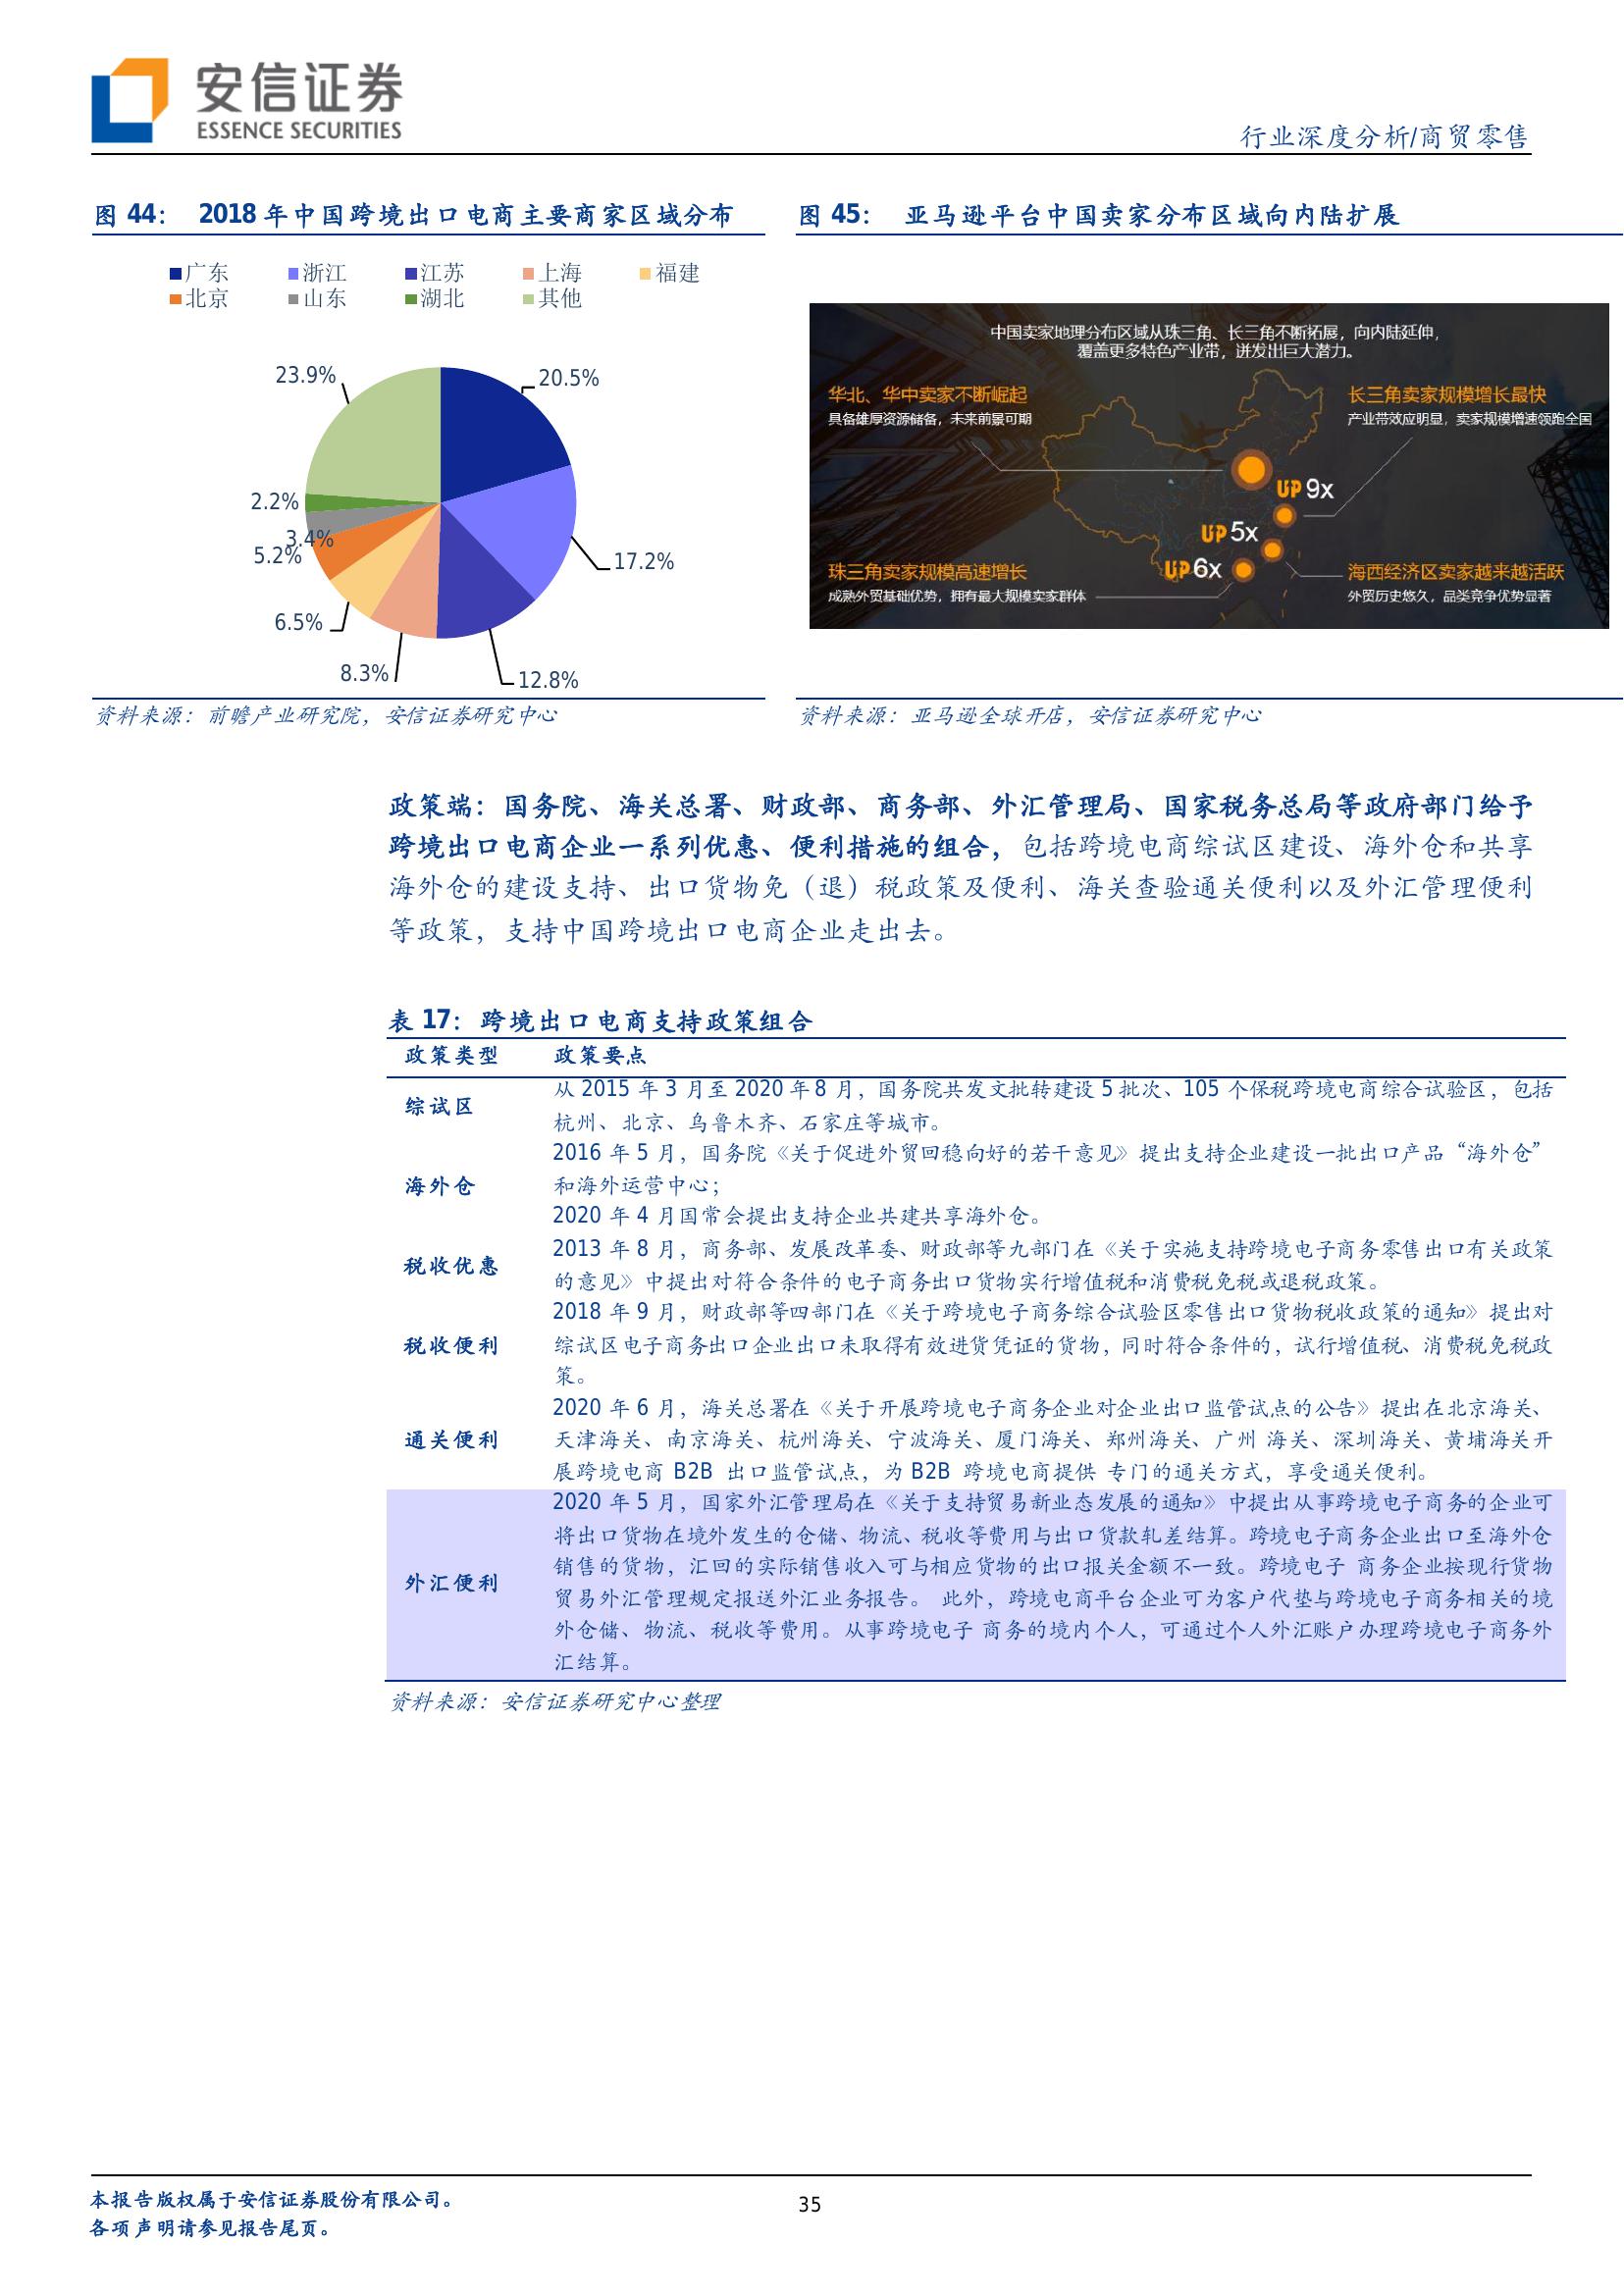 安信证券
ESSENCE SECURITIES
行业深度分析/商贸零售
图 44： 2018 年中国跨境出口电商主要商家区域分布
广东 浙江 江苏 上海 福建
北京 山东 湖北 其他
23.9%
20.5%
2.2%
3.4%
5.2%
17.2%
6.5%
8.3%
12.8%
资料来源：前瞻产业研究院，安信证券研究中心
图 45： 亚马逊平台中国卖家分布区域向内陆扩展
中国卖家地理分布区域从珠三角、长三角不断拓展，向内陆延伸，
覆盖更多特色产业带，迸发出巨大潜力。
华北、华中卖家不断崛起
具备雄厚资源储备，未来前景可期
长三角卖家规模增长最快
产业带效应明显，卖家规模增速领跑全国
UP 9x
UP 5x
UP 6x
珠三角卖家规模高速增长
成熟外贸基础优势，拥有最大规模卖家群体
海西经济区卖家越来越活跃
外贸历史悠久，品类竞争优势显著
资料来源：亚马逊全球开店，安信证券研究中心
政策端：国务院、海关总署、财政部、商务部、外汇管理局、国家税务总局等政府部门给予
跨境出口电商企业一系列优惠、便利措施的组合，包括跨境电商综试区建设、海外仓和共享
海外仓的建设支持、出口货物免（退）税政策及便利、海关查验通关便利以及外汇管理便利
等政策，支持中国跨境出口电商企业走出去。
表 17：跨境出口电商支持政策组合
政策类型 政策要点
综试区
从 2015 年 3 月至 2020 年 8 月，国务院共发文批转建设 5 批次、105 个保税跨境电商综合试验区，包括
杭州、北京、乌鲁木齐、石家庄等城市。
海外仓
2016 年 5 月，国务院《关于促进外贸回稳向好的若干意见》提出支持企业建设一批出口产品“海外仓”
和海外运营中心；
2020 年 4 月国常会提出支持企业共建共享海外仓。
税收优惠
2013 年 8 月，商务部、发展改革委、财政部等九部门在《关于实施支持跨境电子商务零售出口有关政策
的意见》中提出对符合条件的电子商务出口货物实行增值税和消费税免税或退税政策。
税收便利
2018 年 9 月，财政部等四部门在《关于跨境电子商务综合试验区零售出口货物税收政策的通知》提出对
综试区电子商务出口企业出口未取得有效进货凭证的货物，同时符合条件的，试行增值税、消费税免税政
策。
通关便利
2020 年 6 月，海关总署在《关于开展跨境电子商务企业对企业出口监管试点的公告》提出在北京海关、
天津海关、南京海关、杭州海关、宁波海关、厦门海关、郑州海关、广州 海关、深圳海关、黄埔海关开
展跨境电商 B2B 出口监管试点，为 B2B 跨境电商提供 专门的通关方式，享受通关便利。
外汇便利
2020 年 5 月，国家外汇管理局在《关于支持贸易新业态发展的通知》中提出从事跨境电子商务的企业可
将出口货物在境外发生的仓储、物流、税收等费用与出口货款轧差结算。跨境电子商务企业出口至海外仓
销售的货物，汇回的实际销售收入可与相应货物的出口报关金额不一致。跨境电子 商务企业按现行货物
贸易外汇管理规定报送外汇业务报告。 此外，跨境电商平台企业可为客户代垫与跨境电子商务相关的境
外仓储、物流、税收等费用。从事跨境电子 商务的境内个人，可通过个人外汇账户办理跨境电子商务外
汇结算。
资料来源：安信证券研究中心整理
本报告版权属于安信证券股份有限公司。
各项声明请参见报告尾页。
35